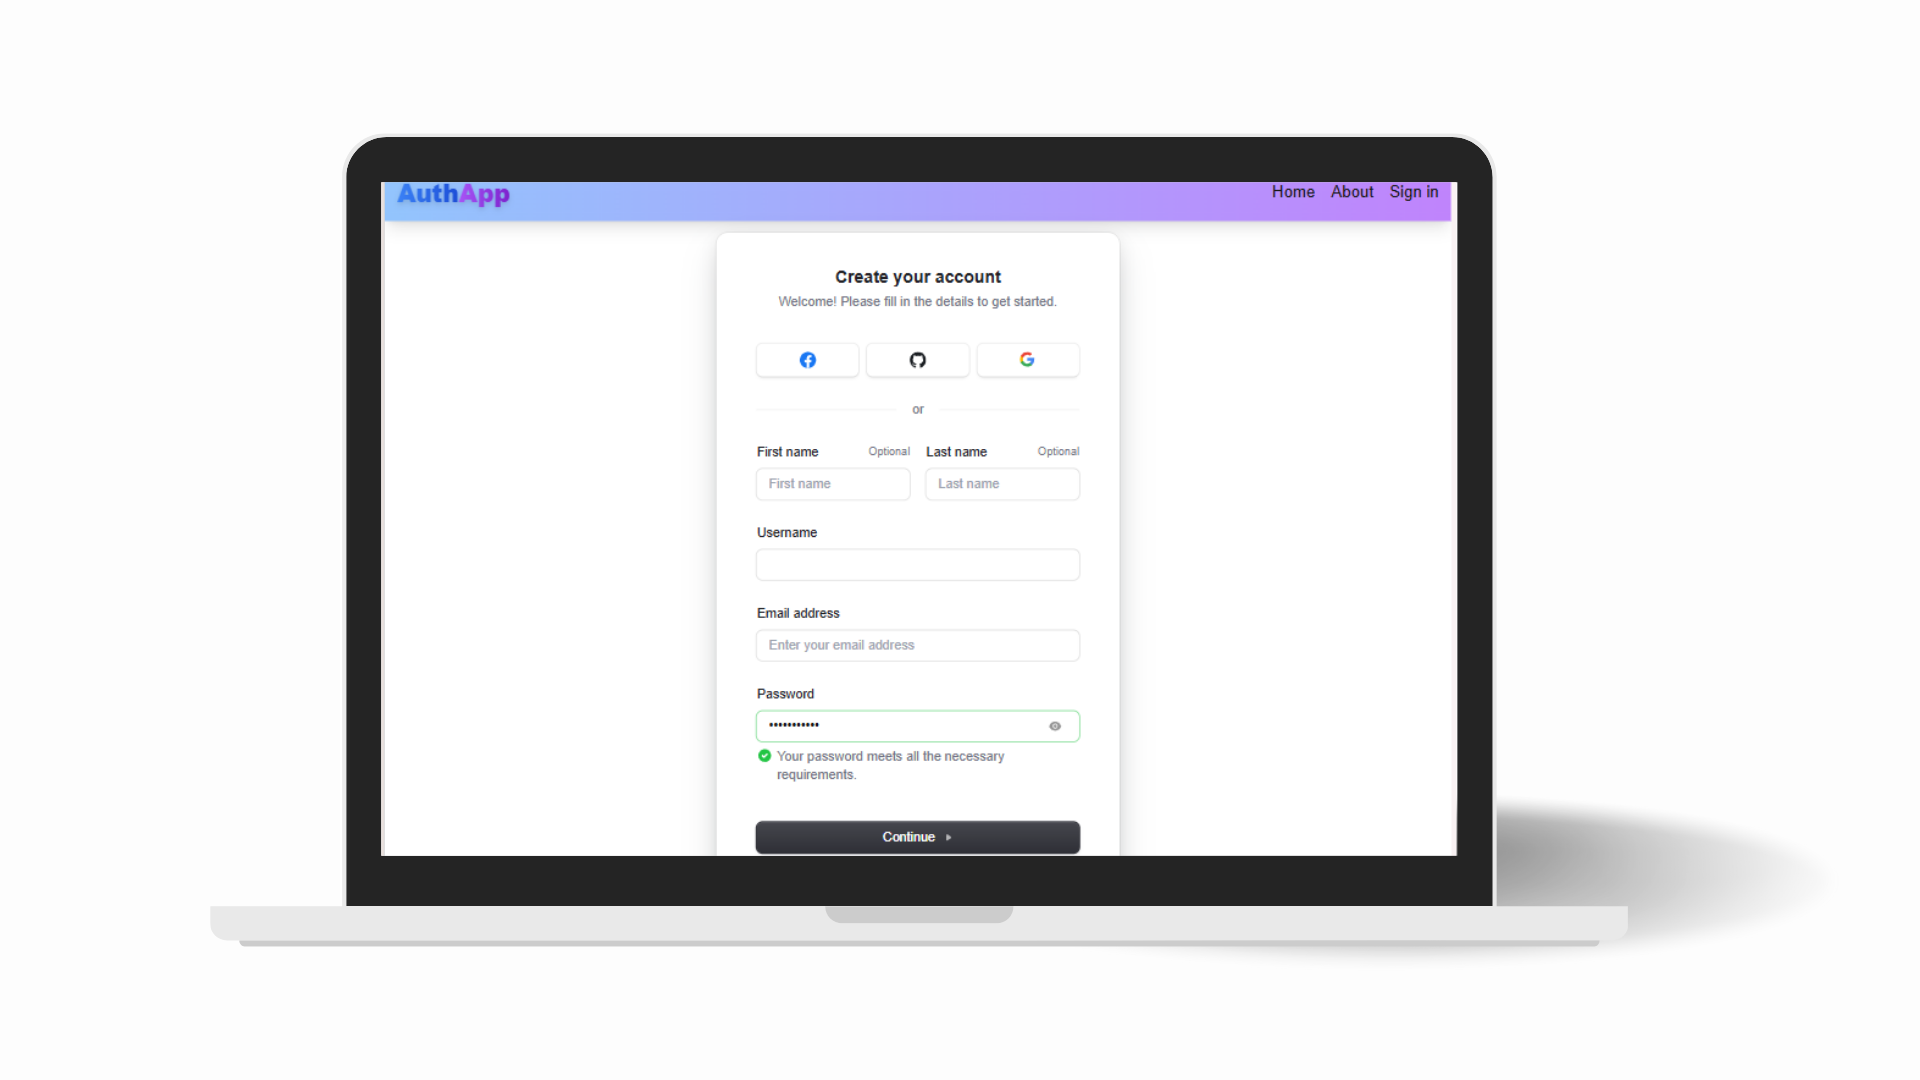 AuthApp
Home About Sign in
Create your account
Welcome! Please fill in the details to get started.
or
First name Optional Last name Optional
First name Last name
Username
Email address
Enter your email address
Password
•••••••••••
Your password meets all the necessary
requirements.
Continue